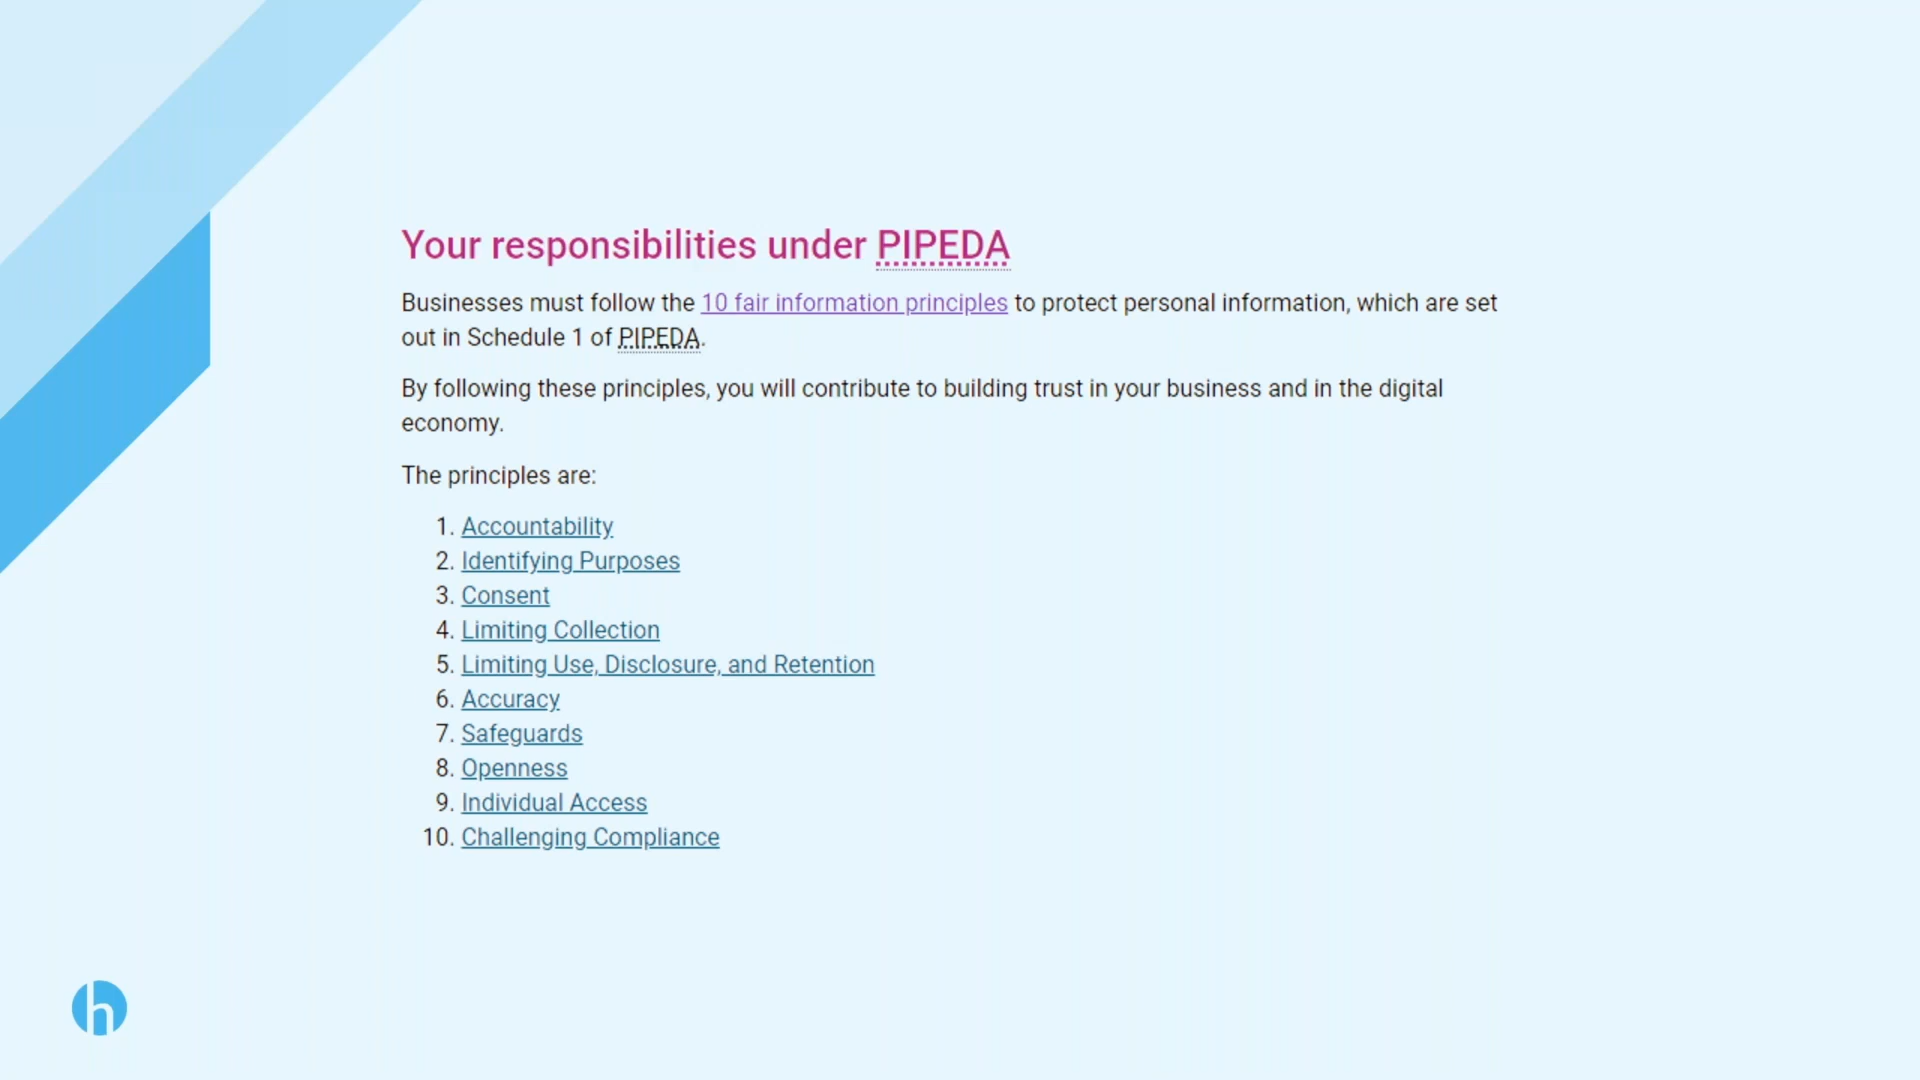 Your responsibilities under PIPEDA
Businesses must follow the 10 fair information principles to protect personal information, which are set
out in Schedule 1 of PIPEDA.
By following these principles, you will contribute to building trust in your business and in the digital
economy.
The principles are:
1. Accountability
2. Identifying Purposes
3. Consent
4. Limiting Collection
5. Limiting Use, Disclosure, and Retention
6. Accuracy
7. Safeguards
8. Openness
9. Individual Access
10. Challenging Compliance
h